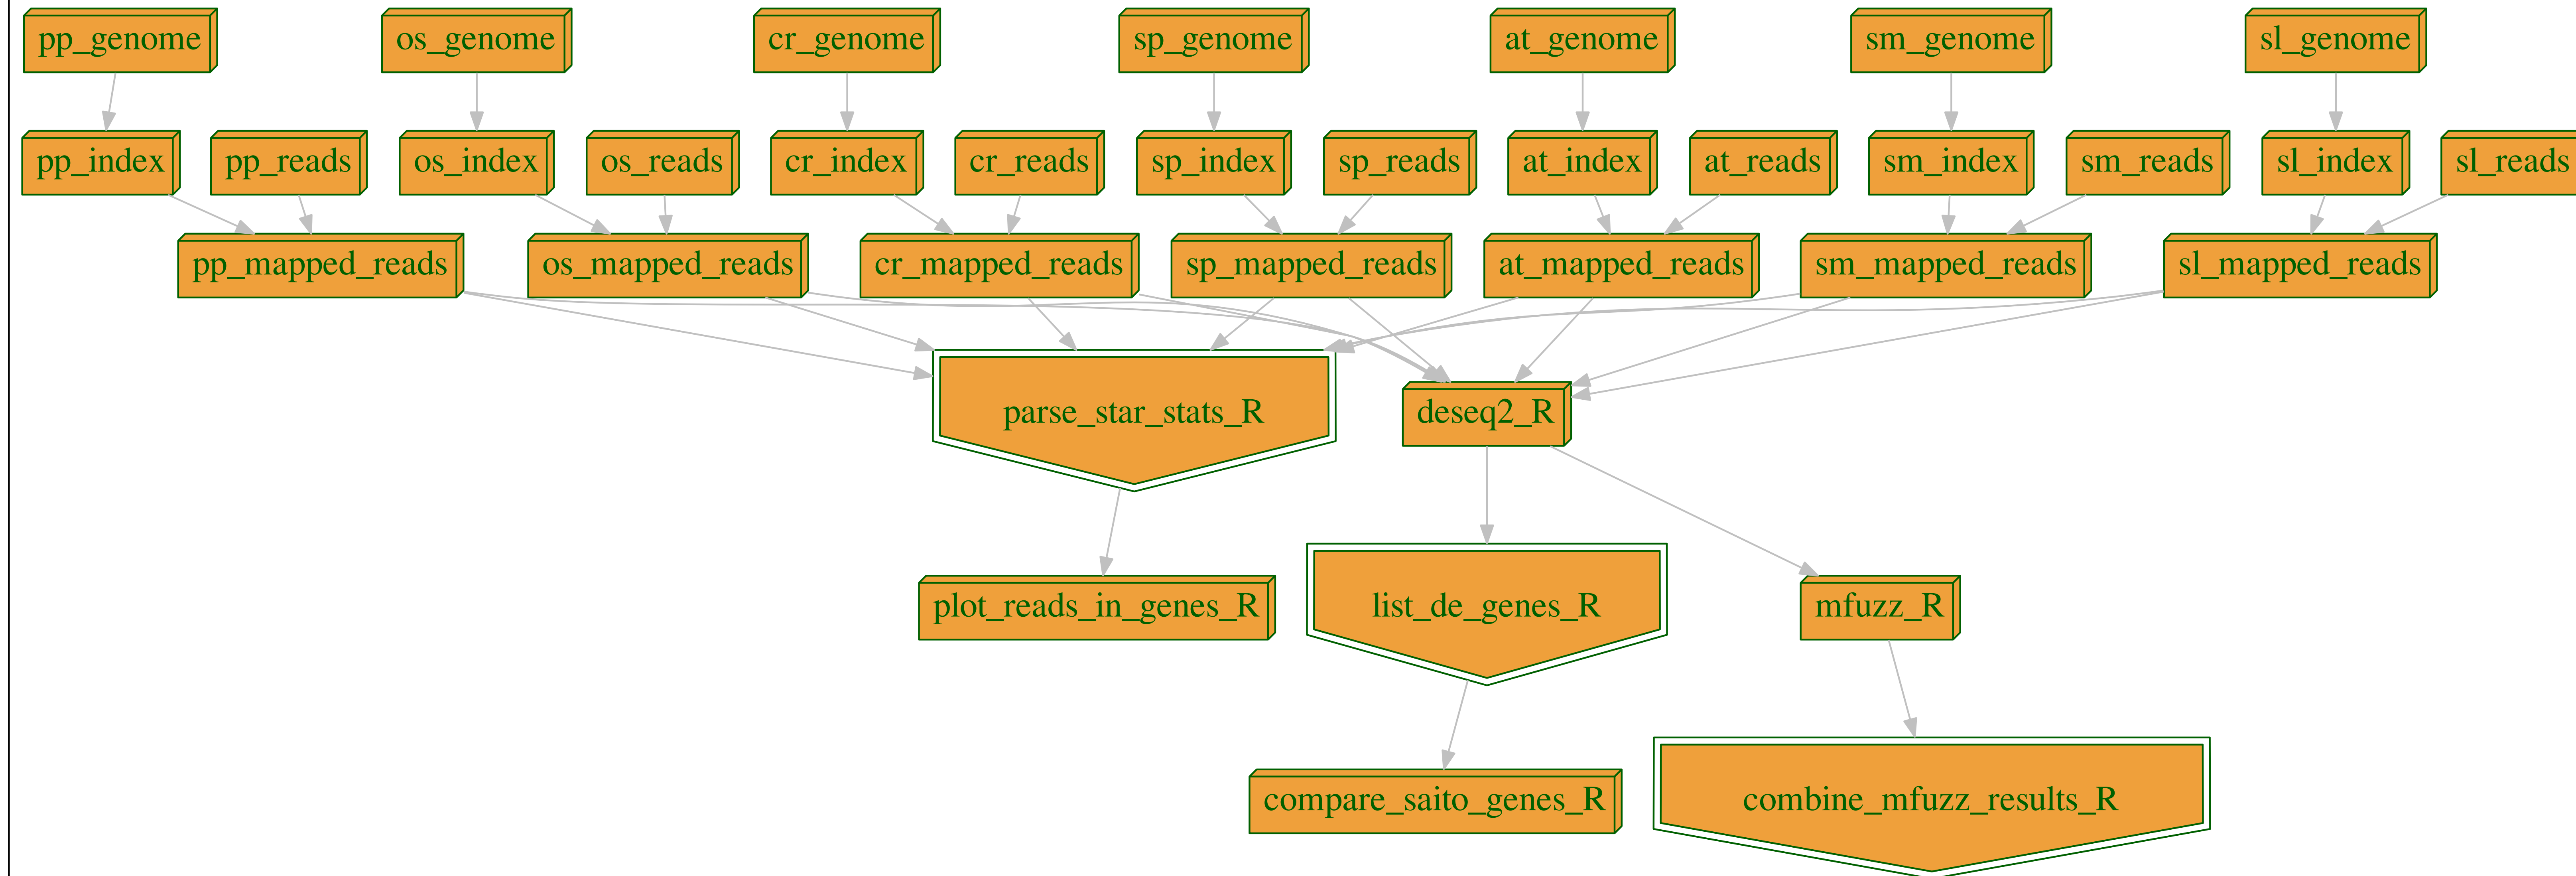 pp_genome os_genome cr_genome sp_genome at_genome sm_genome sl_genome
pp_index pp_reads os_index os_reads cr_index cr_reads sp_index sp_reads at_index at_reads sm_index sm_reads sl_index sl_reads
pp_mapped_reads os_mapped_reads cr_mapped_reads sp_mapped_reads at_mapped_reads sm_mapped_reads sl_mapped_reads
parse_star_stats_R deseq2_R
plot_reads_in_genes_R list_de_genes_R mfuzz_R
compare_saito_genes_R combine_mfuzz_results_R